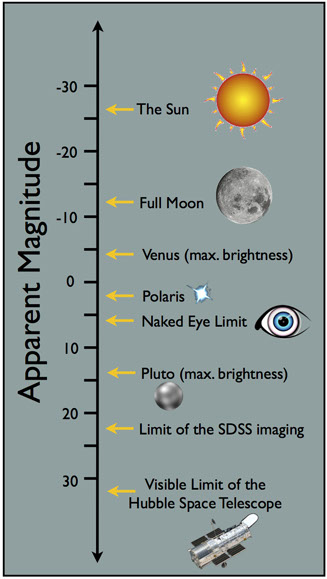 Apparent Magnitude
-30
The Sun
-20
Full Moon
-10
Venus (max. brightness)
0
Polaris
Naked Eye Limit
10
Pluto (max. brightness)
20
Limit of the SDSS imaging
30
Visible Limit of the
Hubble Space Telescope